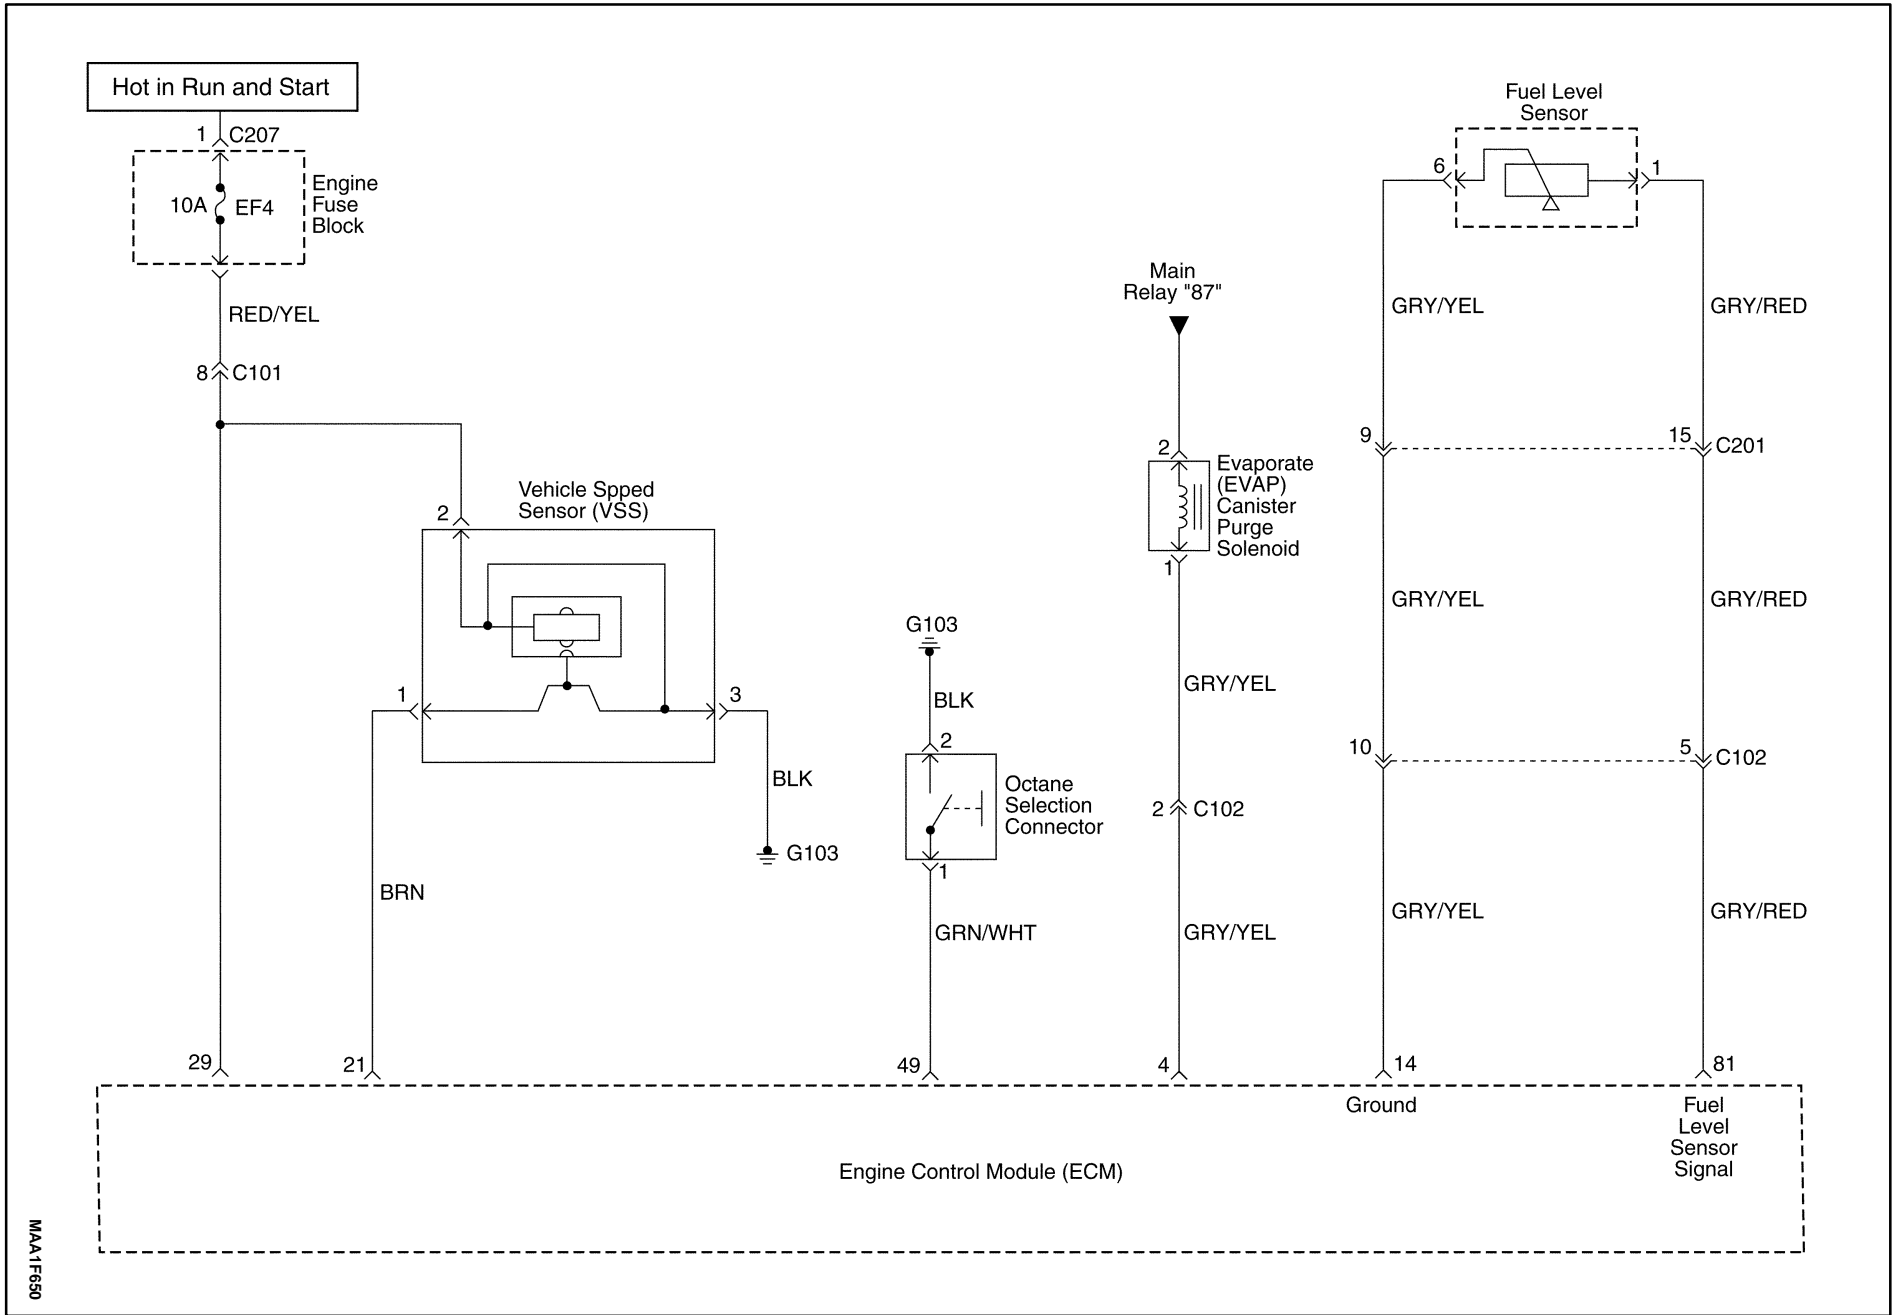 Hot in Run and Start
1 C207
10A EF4
Engine
Fuse
Block
RED/YEL
8 C101
Vehicle Spped
Sensor (VSS)
2
1
3
BLK
G103
BRN
G103
BLK
2
Octane
Selection
Connector
1
GRN/WHT
Main
Relay "87"
2
Evaporate
(EVAP)
Canister
Purge
Solenoid
1
GRY/YEL
2 C102
GRY/YEL
Fuel Level
Sensor
6
1
GRY/YEL
GRY/RED
9
15 C201
GRY/YEL
GRY/RED
10
5 C102
GRY/YEL
GRY/RED
29
21
49
4
14
81
Ground
Fuel
Level
Sensor
Signal
Engine Control Module (ECM)
MAA1F650